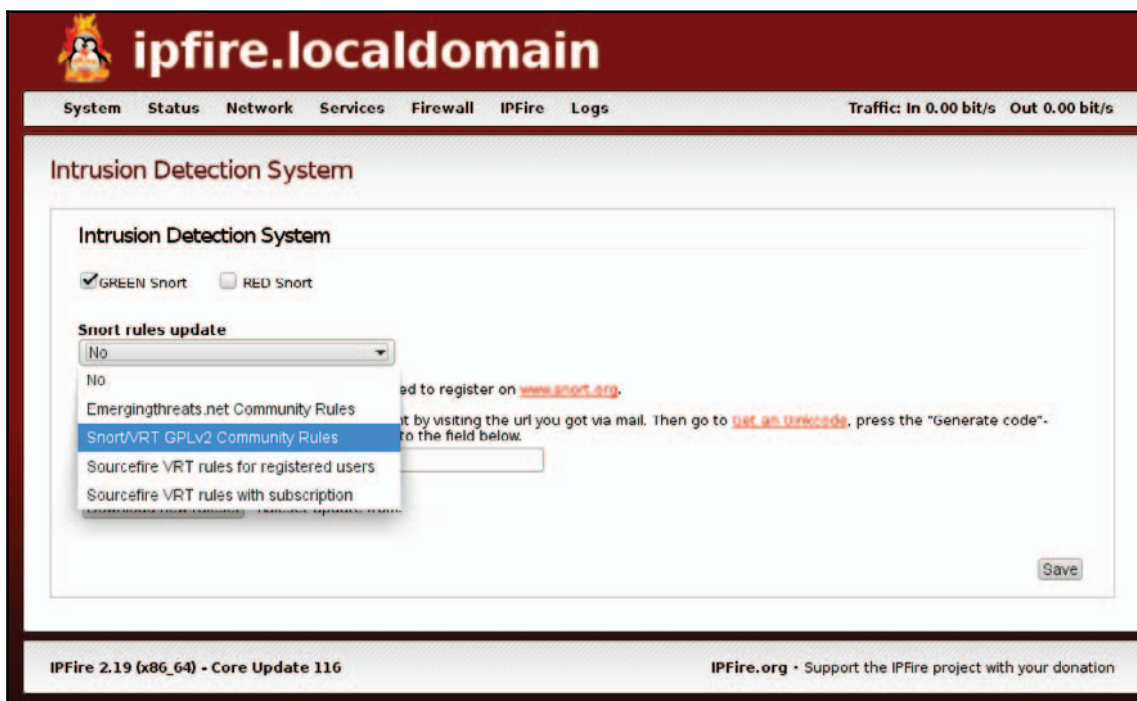 ipfire.localdomain
System Status Network Services Firewall IPFire Logs Traffic: In 0.00 bit/s Out 0.00 bit/s
Intrusion Detection System
Intrusion Detection System
GREEN Snort RED Snort
Snort rules update
No
No
ed to register on www.snort.org.
Emergingthreats.net Community Rules
nt by visiting the url you got via mail. Then go to Get an Oinkcode, press the "Generate code"-
Snort/VRT GPLv2 Community Rules
to the field below.
Sourcefire VRT rules for registered users
Sourcefire VRT rules with subscription
Save
IPFire 2.19 (x86_64) - Core Update 116 IPFire.org • Support the IPFire project with your donation